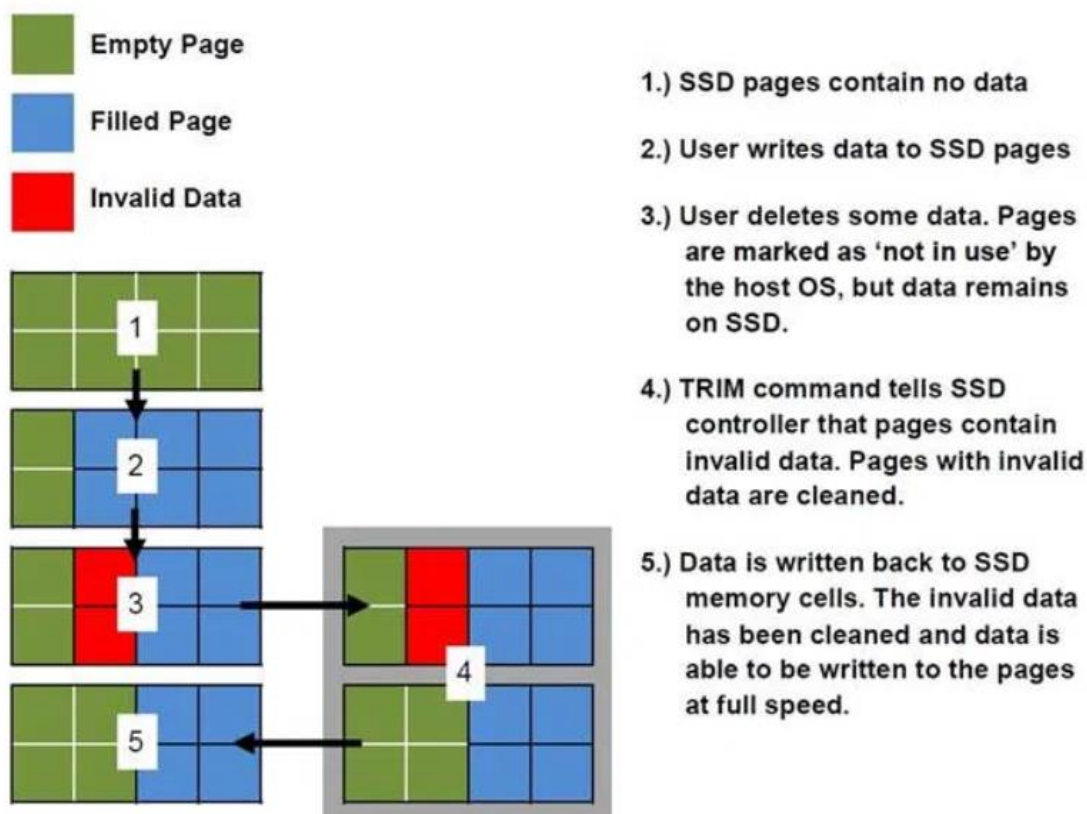 Empty Page
Filled Page
Invalid Data
1
2
3
4
5
1.) SSD pages contain no data
2.) User writes data to SSD pages
3.) User deletes some data. Pages
are marked as ‘not in use’ by
the host OS, but data remains
on SSD.
4.) TRIM command tells SSD
controller that pages contain
invalid data. Pages with invalid
data are cleaned.
5.) Data is written back to SSD
memory cells. The invalid data
has been cleaned and data is
able to be written to the pages
at full speed.